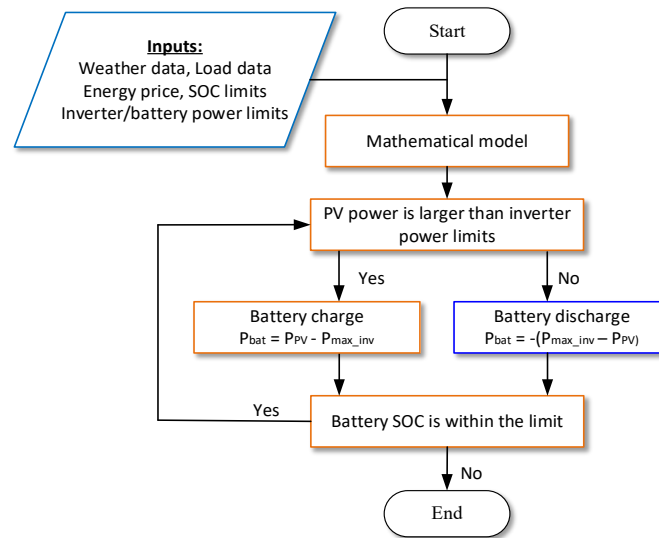 Inputs:
Weather data, Load data
Energy price, SOC limits
Inverter/battery power limits
Start
Mathematical model
PV power is larger than inverter
power limits
Yes
No
Battery charge
Pbat = PPV - Pmax_inv
Battery discharge
Pbat = -(Pmax_inv – PPV)
Yes
Battery SOC is within the limit
No
End